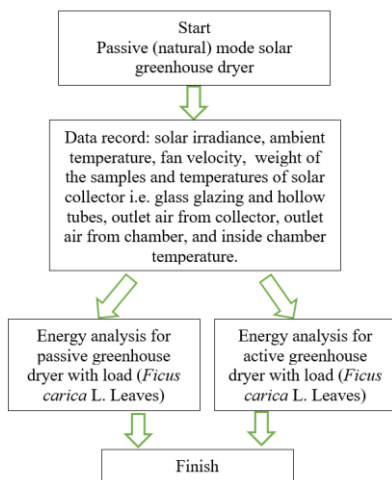 Start
Passive (natural) mode solar
greenhouse dryer
Data record: solar irradiance, ambient
temperature, fan velocity, weight of
the samples and temperatures of solar
collector i.e. glass glazing and hollow
tubes, outlet air from collector, outlet
air from chamber, and inside chamber
temperature.
Energy analysis for
passive greenhouse
dryer with load (Ficus
carica L. Leaves)
Energy analysis for
active greenhouse
dryer with load (Ficus
carica L. Leaves)
Finish